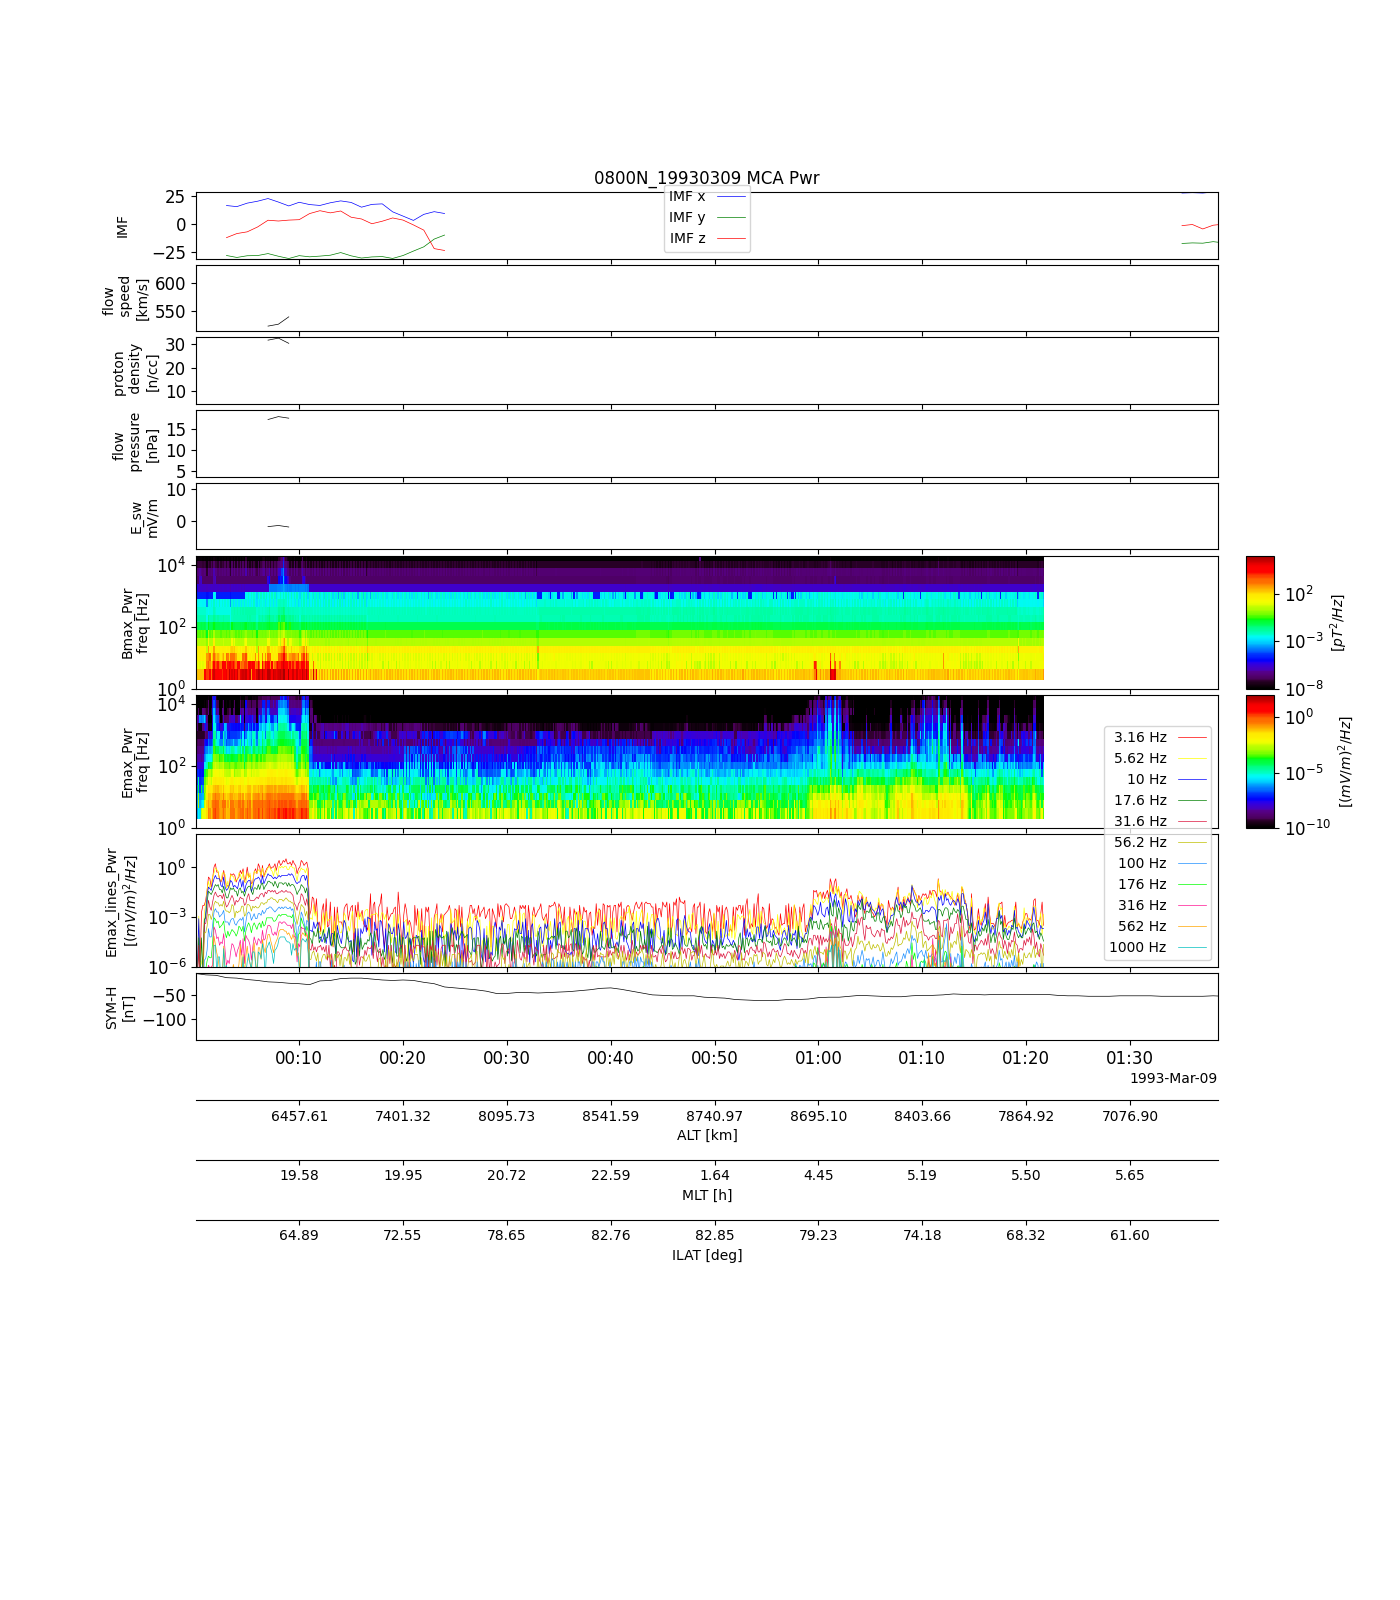 0800N_19930309 MCA Pwr
IMF
25
0
−25
IMF x
IMF y
IMF z
flow
speed
[km/s]
600
550
proton
density
[n/cc]
30
20
10
flow
pressure
[nPa]
15
10
5
E_sw
mV/m
10
0
Bmax_Pwr
freq [Hz]
10^4
10^2
10^0
10^2
10^−3
10^−8
[pT^2/Hz]
Emax_Pwr
freq [Hz]
10^4
10^2
10^0
10^0
10^−5
10^−10
[(mV/m)^2/Hz]
3.16 Hz
5.62 Hz
10 Hz
17.6 Hz
31.6 Hz
56.2 Hz
100 Hz
176 Hz
316 Hz
562 Hz
1000 Hz
Emax_lines_Pwr
[(mV/m)^2/Hz]
10^0
10^−3
10^−6
SYM-H
[nT]
−50
−100
00:10 00:20 00:30 00:40 00:50 01:00 01:10 01:20 01:30
1993-Mar-09
6457.61 7401.32 8095.73 8541.59 8740.97 8695.10 8403.66 7864.92 7076.90
ALT [km]
19.58 19.95 20.72 22.59 1.64 4.45 5.19 5.50 5.65
MLT [h]
64.89 72.55 78.65 82.76 82.85 79.23 74.18 68.32 61.60
ILAT [deg]